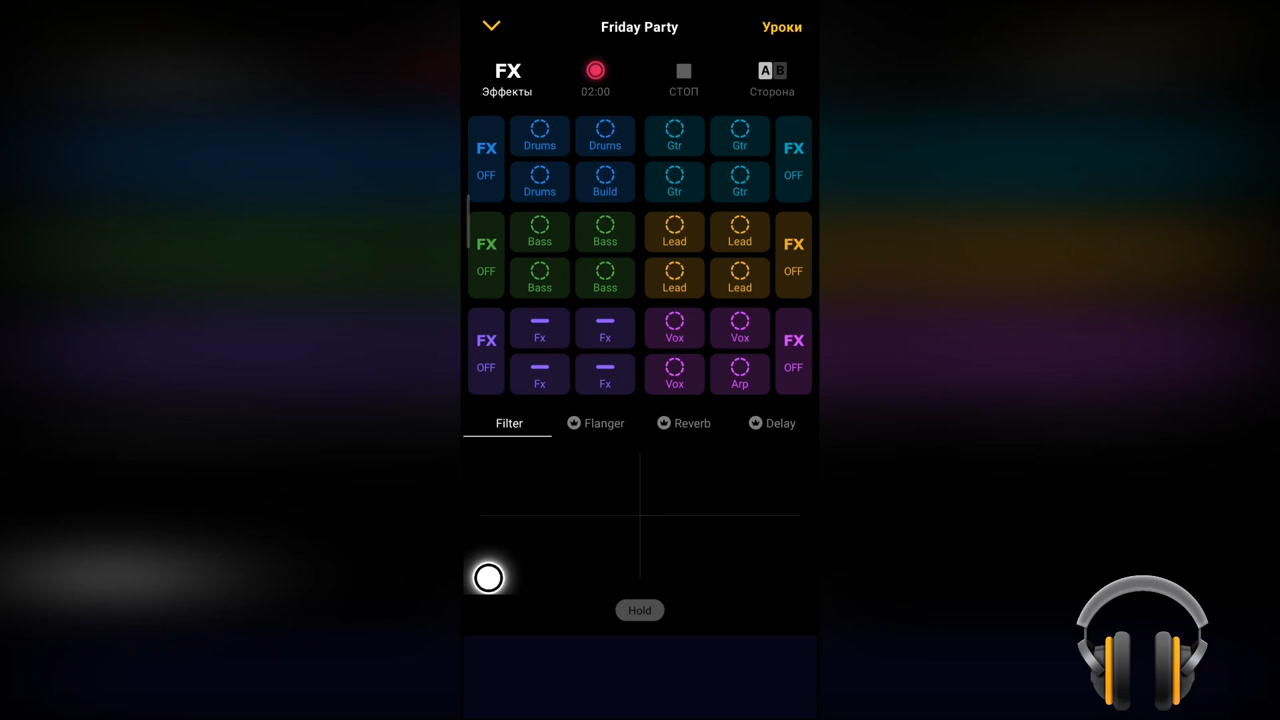 Friday Party
Уроки
FX
Эффекты
02:00
СТОП
A B
Сторона
FX
OFF
Drums
Drums
Gtr
Gtr
FX
OFF
Drums
Build
Gtr
Gtr
FX
OFF
Bass
Bass
Lead
Lead
FX
OFF
Bass
Bass
Lead
Lead
FX
OFF
Fx
Fx
Vox
Vox
FX
OFF
Fx
Fx
Vox
Arp
Filter
Flanger
Reverb
Delay
Hold